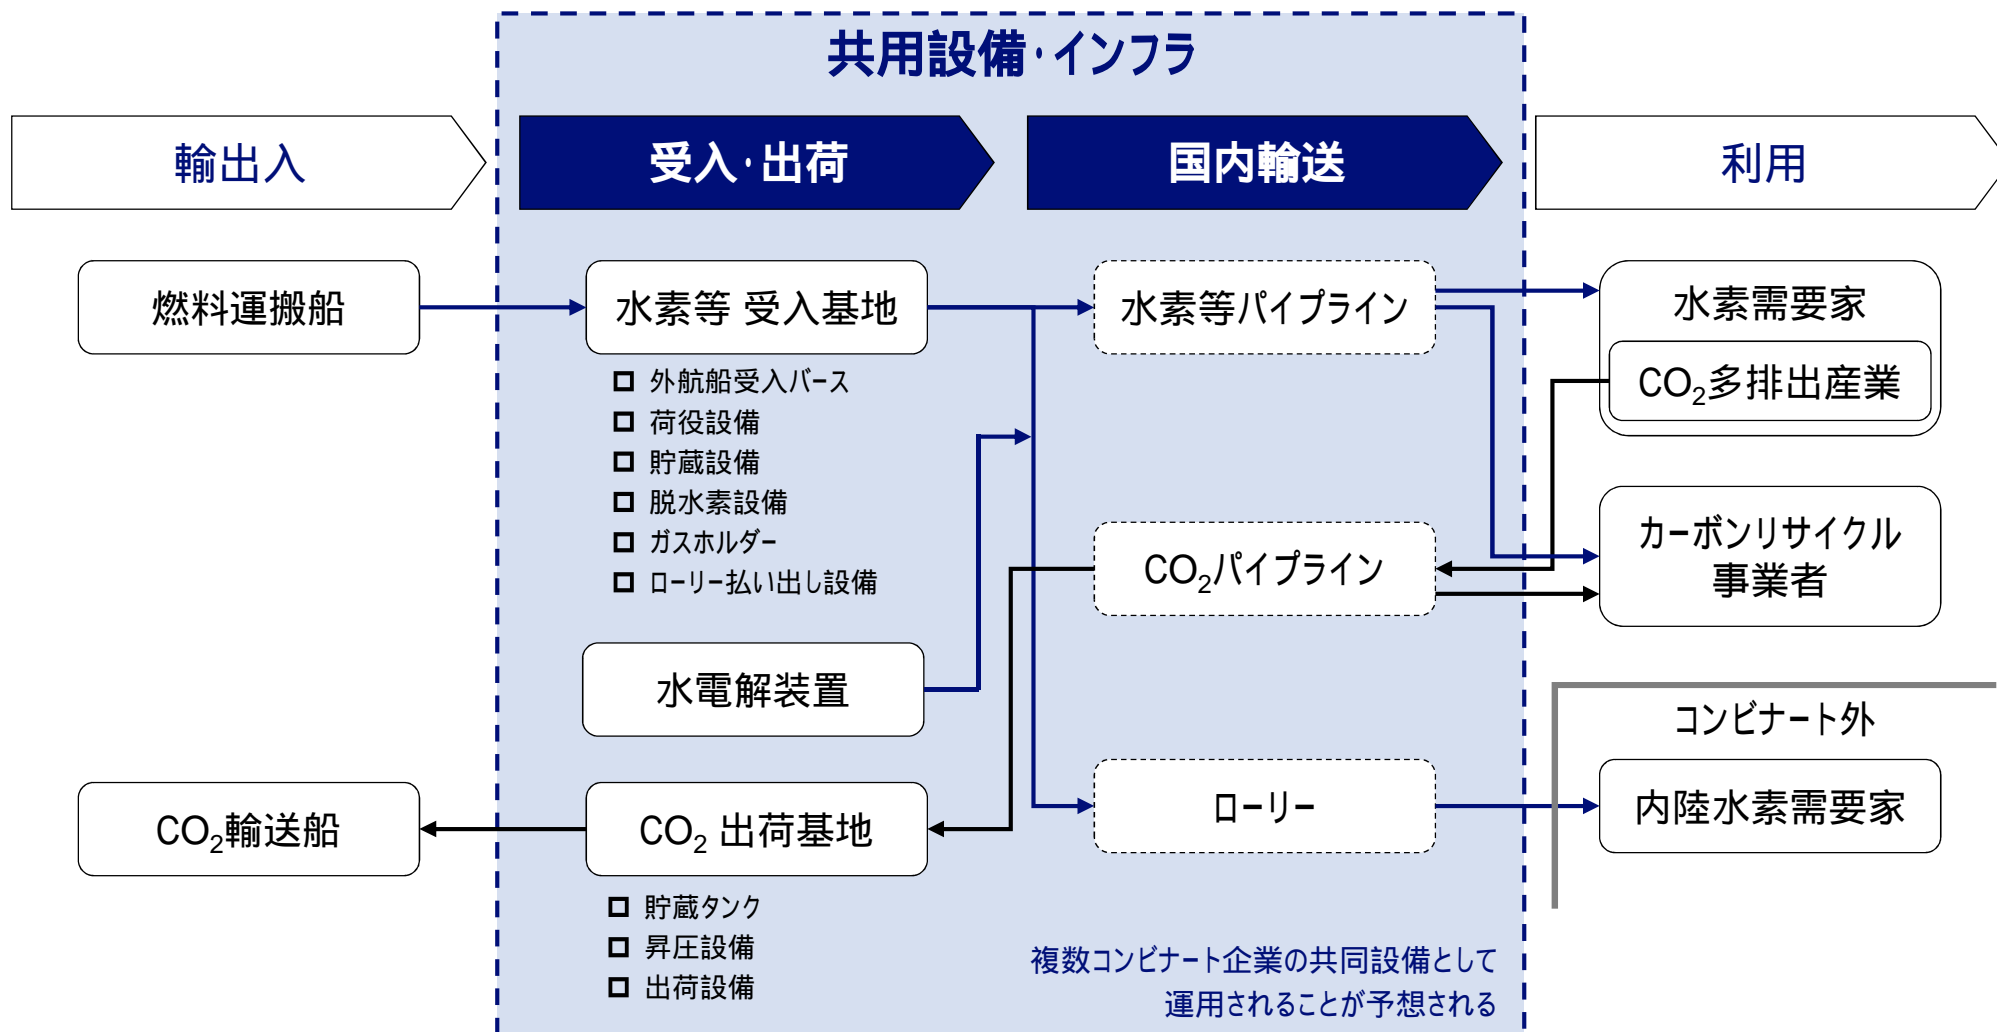 共用設備・インフラ
輸出入
受入・出荷
国内輸送
利用
燃料運搬船
水素等 受入基地
水素等パイプライン
水素需要家
CO₂多排出産業
外航船受入バース
荷役設備
貯蔵設備
脱水素設備
ガスホルダー
ローリー払い出し設備
CO₂パイプライン
カーボンリサイクル
事業者
水電解装置
コンビナート外
CO₂輸送船
CO₂ 出荷基地
ローリー
内陸水素需要家
貯蔵タンク
昇圧設備
出荷設備
複数コンビナート企業の共同設備として
運用されることが予想される